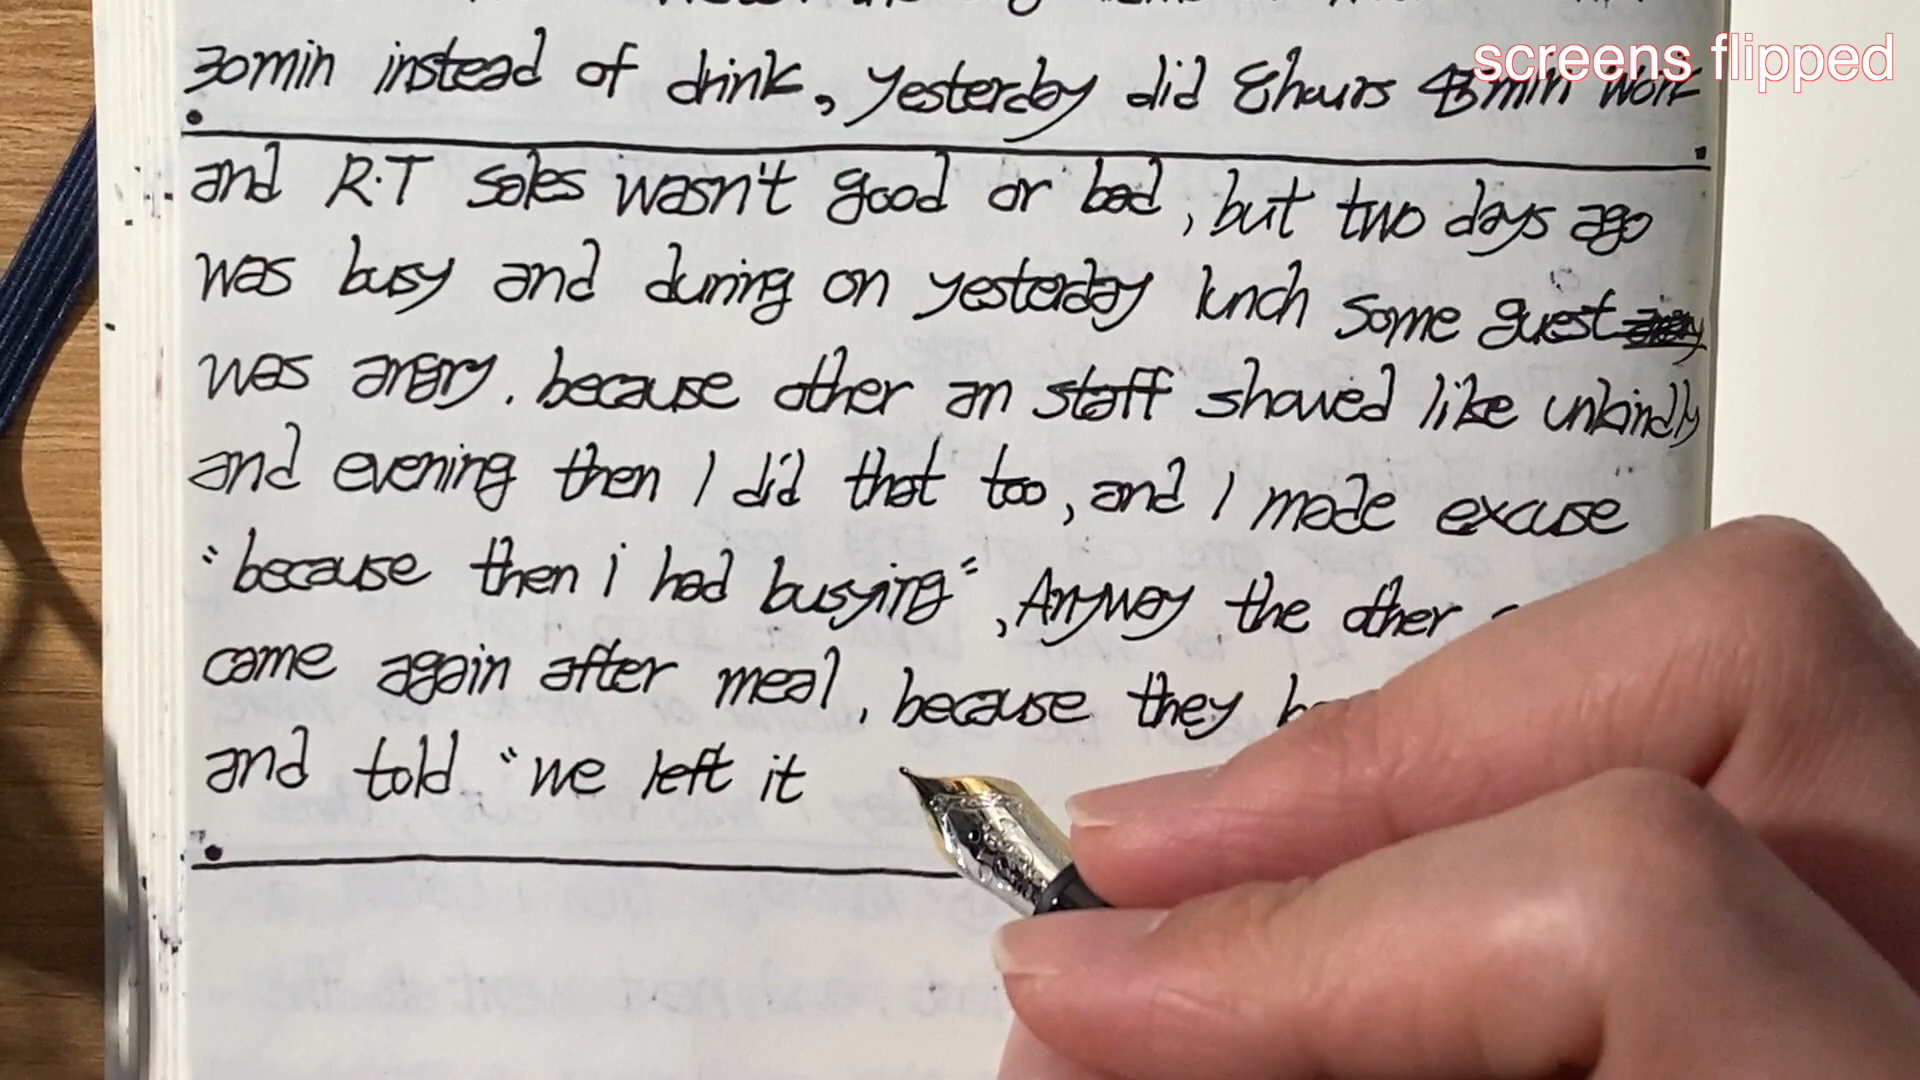 screens flipped
30min instead of drink, yesterday did 8hours 43min work
and R.T sales wasn't good or bad, but two days ago
was busy and during on yesterday lunch some guest
was angry. because other an staff showed like unkindly
and evening then I did that too, and I made excuse
"because then i had busying", Anyway the other
came again after meal, because they
and told "we left it